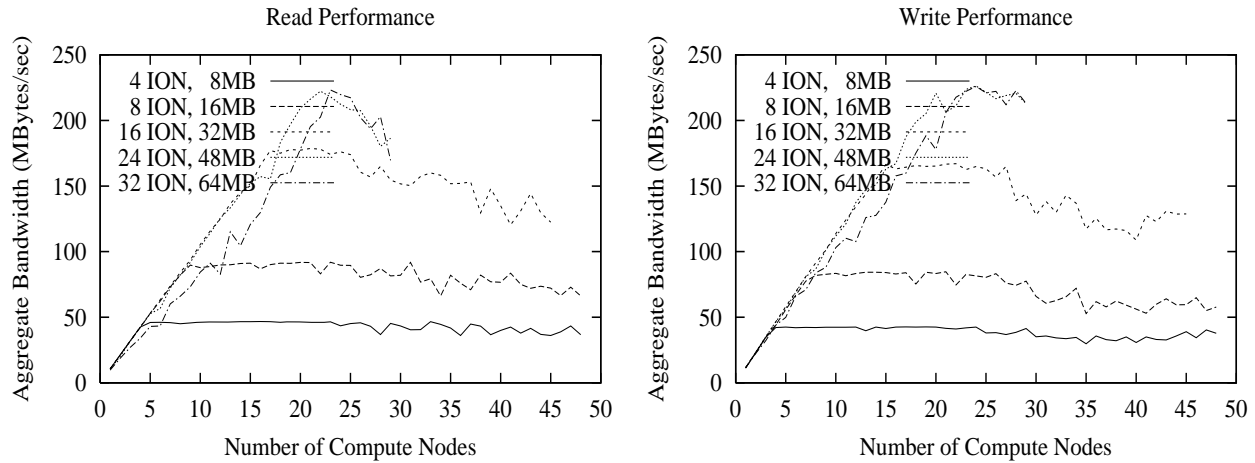 Read Performance
Aggregate Bandwidth (MBytes/sec)
250
200
150
100
50
0
4 ION, 8MB
8 ION, 16MB
16 ION, 32MB
24 ION, 48MB
32 ION, 64MB
0 5 10 15 20 25 30 35 40 45 50
Number of Compute Nodes
Write Performance
Aggregate Bandwidth (MBytes/sec)
250
200
150
100
50
0
4 ION, 8MB
8 ION, 16MB
16 ION, 32MB
24 ION, 48MB
32 ION, 64MB
0 5 10 15 20 25 30 35 40 45 50
Number of Compute Nodes